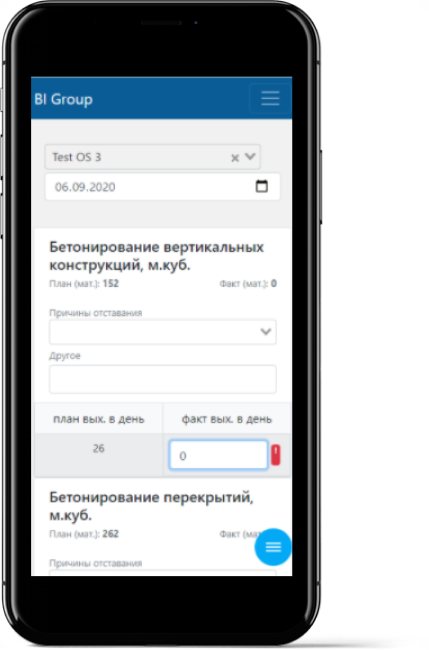 BI Group
Test OS 3
06.09.2020
Бетонирование вертикальных
конструкций, м.куб.
План (мат.): 152 Факт (мат.): 0
Причины отставания
Другое
план вых. в день факт вых. в день
26 0
Бетонирование перекрытий,
м.куб.
План (мат.): 262 Факт (ма
Причины отставания